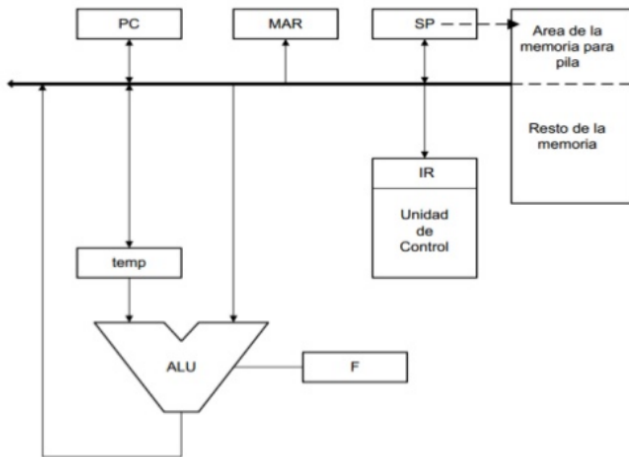 PC
MAR
SP
Area de la
memoria para
pila
Resto de la
memoria
IR
Unidad
de
Control
temp
ALU
F